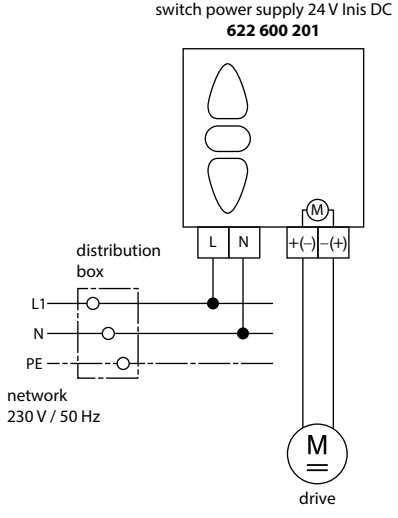 switch power supply 24 V Inis DC
622 600 201
M
L N +(−) −(+)
distribution
box
L1
N
PE
network
230 V / 50 Hz
M
drive